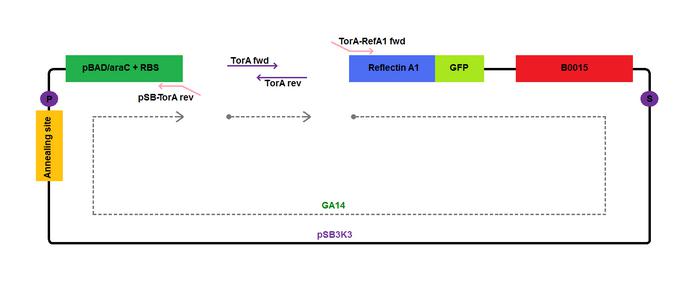 TorA-RefA1 fwd
pBAD/araC + RBS
TorA fwd
TorA rev
Reflectin A1
GFP
B0015
pSB-TorA rev
P
S
Annealing site
GA14
pSB3K3